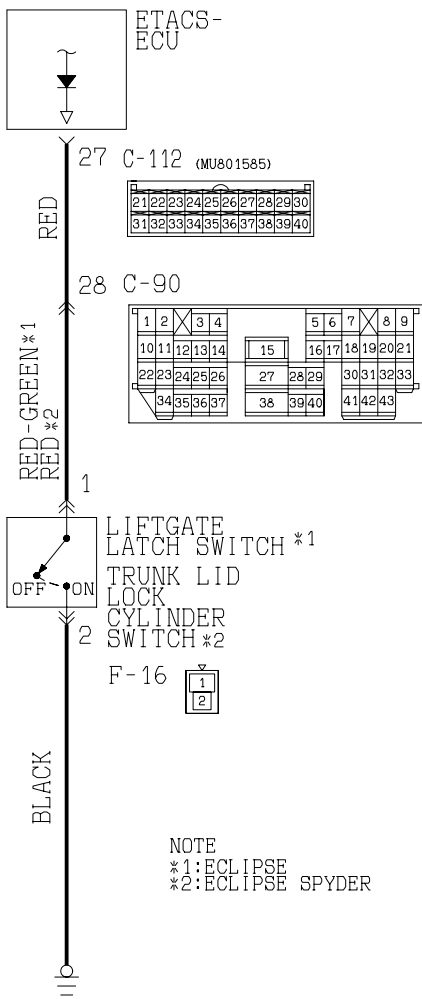 ETACS-
ECU
27 C-112 (MU801585)
21 22 23 24 25 26 27 28 29 30
31 32 33 34 35 36 37 38 39 40
RED
28 C-90
1 2 3 4 5 6 7 8 9
10 11 12 13 14 15 16 17 18 19 20 21
22 23 24 25 26 27 28 29 30 31 32 33
34 35 36 37 38 39 40 41 42 43
RED-GREEN*1
RED*2
1
LIFTGATE
LATCH SWITCH *1
OFF ON
TRUNK LID
LOCK
CYLINDER
SWITCH *2
2
F-16
1
2
BLACK
NOTE
*1:ECLIPSE
*2:ECLIPSE SPYDER